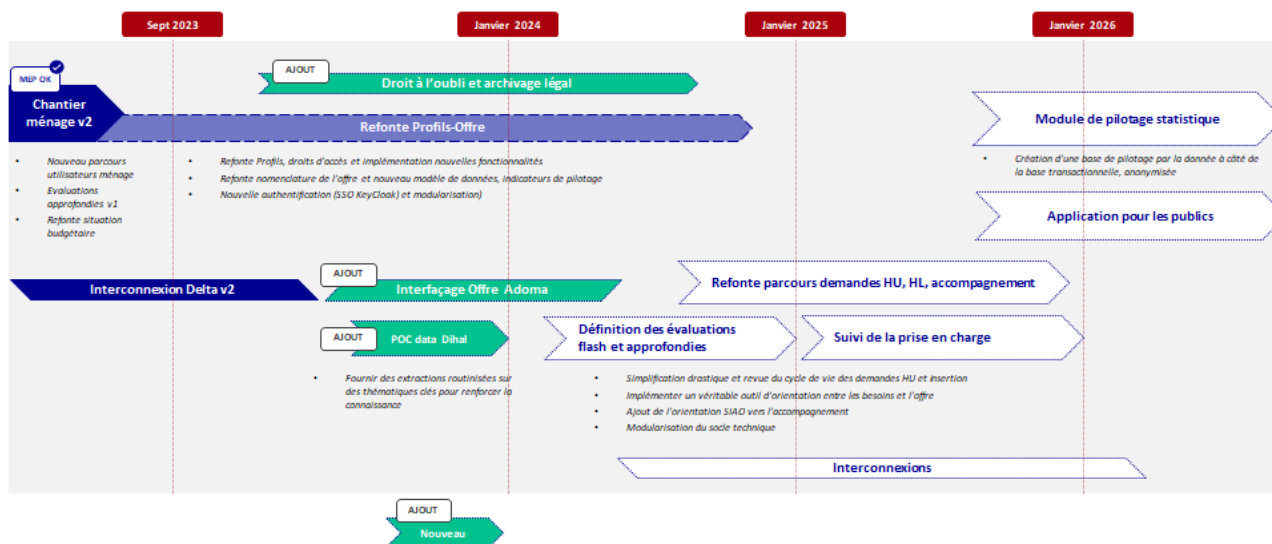 Sept 2023
Janvier 2024
Janvier 2025
Janvier 2026
MEP OK
Chantier
ménage v2
AJOUT
Droit à l'oubli et archivage légal
Refonte Profils-Offre
Module de pilotage statistique
• Nouveau parcours
utilisateurs ménage
• Evaluations
approfondies v1
• Refonte situation
budgétaire
• Refonte Profils, droits d'accès et implémentation nouvelles fonctionnalités
• Refonte nomenclature de l'offre et nouveau modèle de données, indicateurs de pilotage
• Nouvelle authentification (SSO KeyCloak) et modularisation)
• Création d'une base de pilotage par la donnée à côté de
la base transactionnelle, anonymisée
Application pour les publics
Interconnexion Delta v2
AJOUT
Interfaçage Offre Adoma
Refonte parcours demandes HU, HL, accompagnement
AJOUT
POC data Dihal
Définition des évaluations
flash et approfondies
Suivi de la prise en charge
• Fournir des extractions routinisées sur
des thématiques clés pour renforcer la
connaissance
• Simplification drastique et revue du cycle de vie des demandes HU et Insertion
• Implémenter un véritable outil d'orientation entre les besoins et l'offre
• Ajout de l'orientation SIAO vers l'accompagnement
• Modularisation du socle technique
Interconnexions
AJOUT
Nouveau